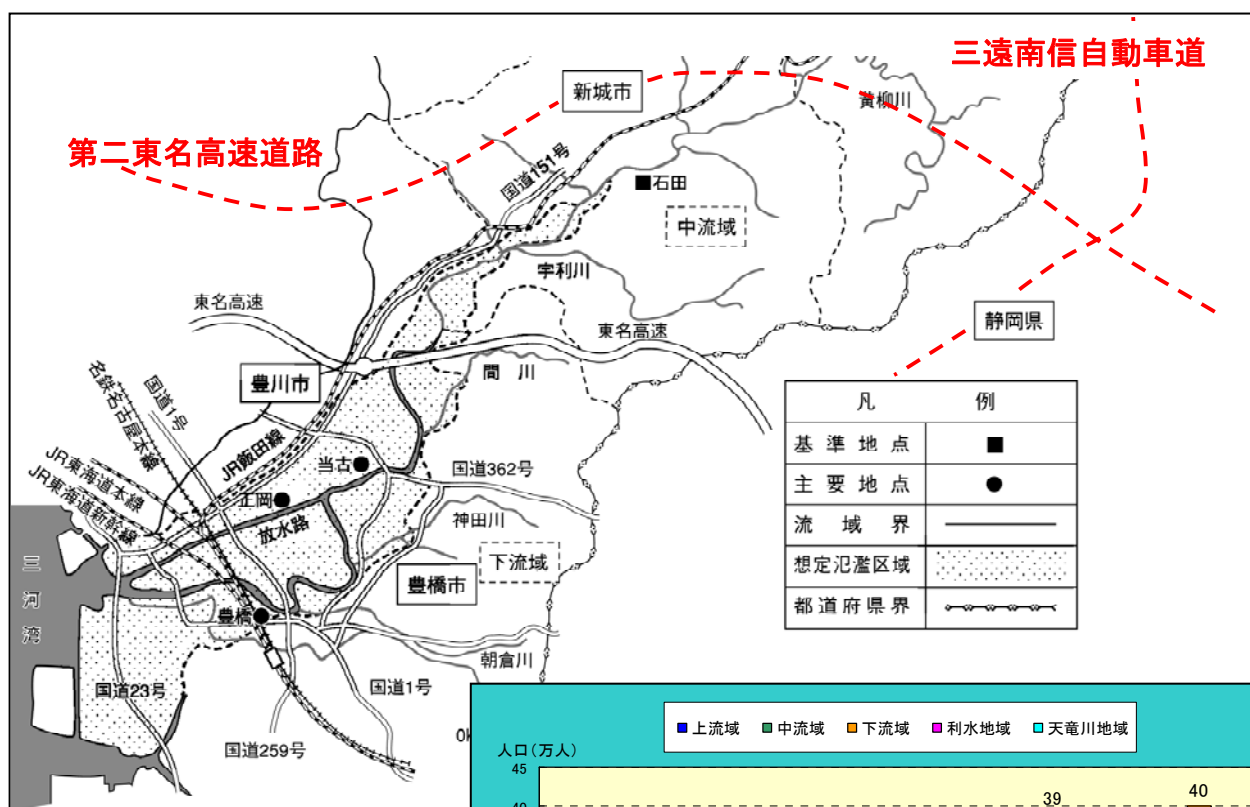 三遠南信自動車道
新城市
黄柳川
第二東名高速道路
国道151号
石田
中流域
宇利川
東名高速
東名高速
静岡県
間川
豊川市
国道1号
名鉄名古屋本線
凡例
基準地点
主要地点
流域界
想定氾濫区域
都道府県界
JR飯田線
当古
国道362号
JR東海道本線
JR東海道新幹線
正岡
放水路
神田川
下流域
三河湾
豊橋市
豊橋
朝倉川
国道23号
国道1号
国道259号
0k
上流域 中流域 下流域 利水地域 天竜川地域
人口(万人)
45
39
40
40